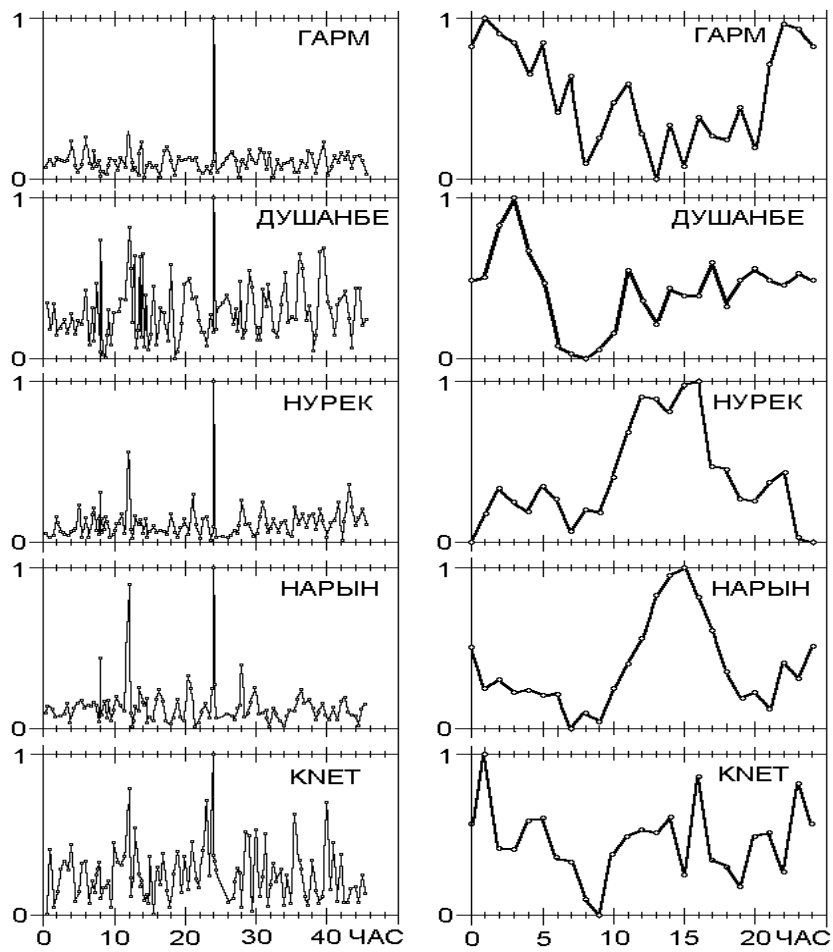 1 ГАРМ 1 ГАРМ
0 0
1 ДУШАНБЕ 1 ДУШАНБЕ
0 0
1 НУРЕК 1 НУРЕК
0 0
1 НАРЫН 1 НАРЫН
0 0
1 KNET 1 KNET
0 0
0 10 20 30 40 ЧАС 0 5 10 15 20 ЧАС